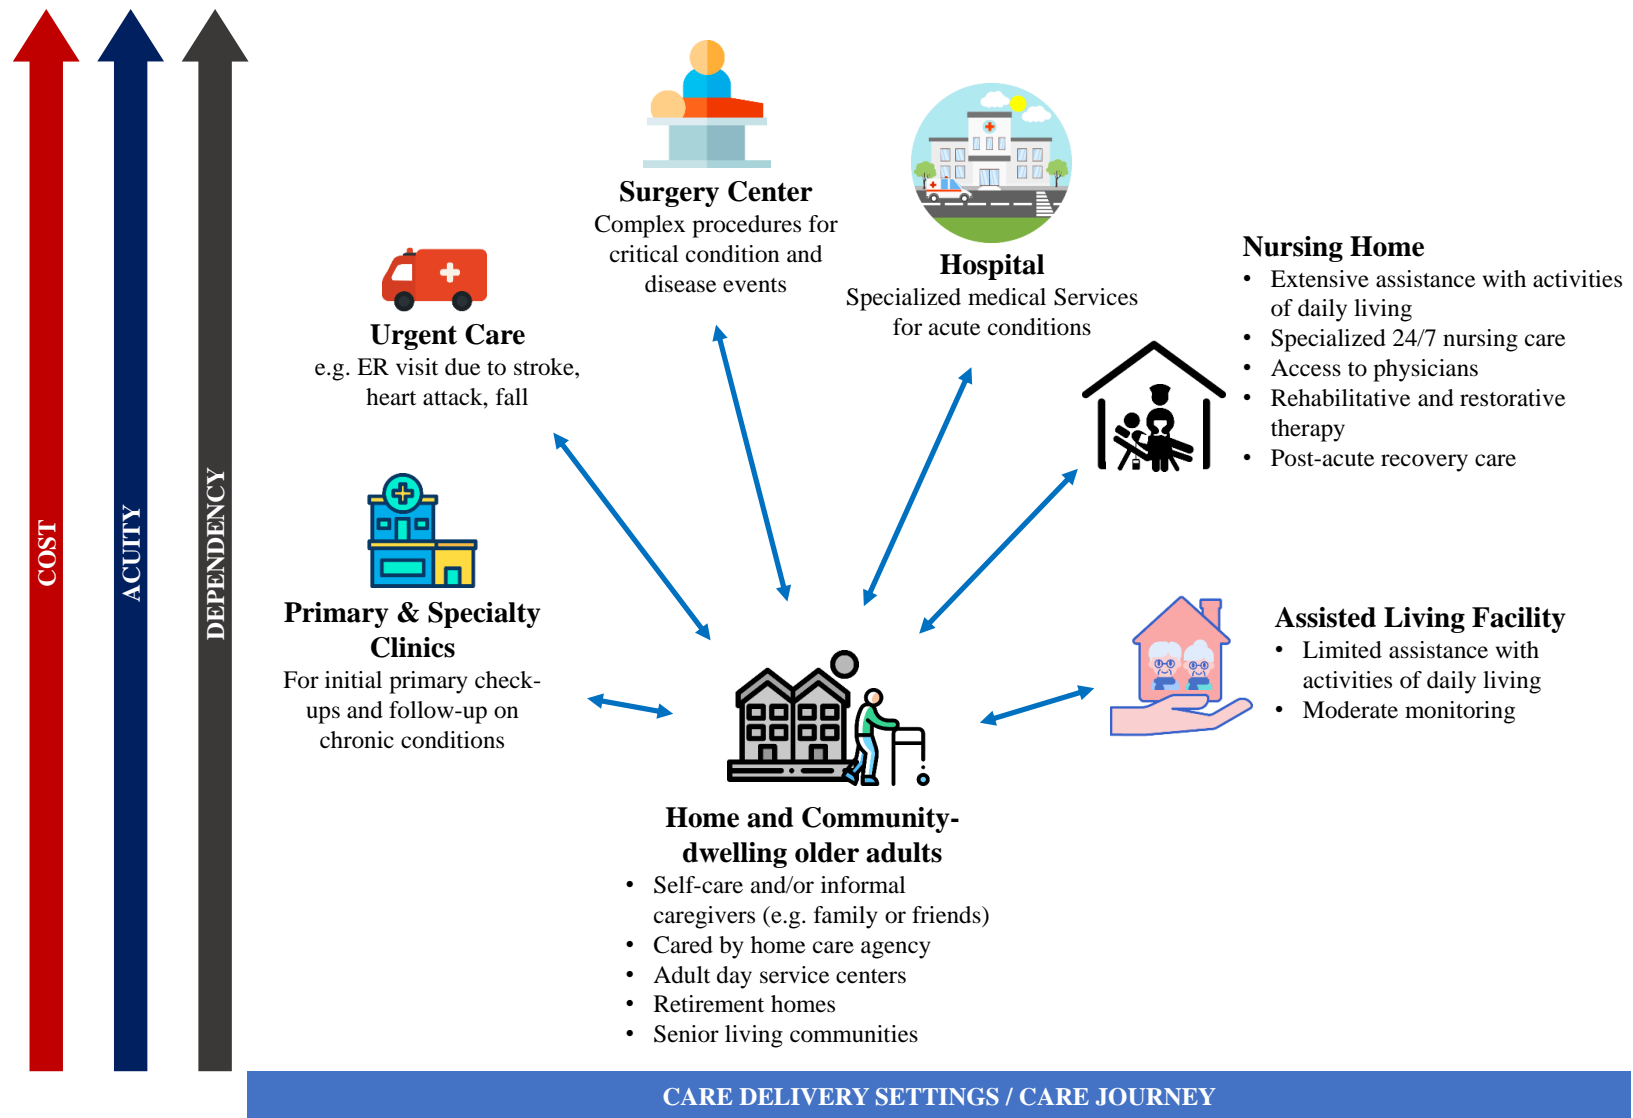 COST
ACUITY
DEPENDENCY
Surgery Center
Complex procedures for
critical condition and
disease events
Hospital
Specialized medical Services
for acute conditions
Nursing Home
• Extensive assistance with activities
of daily living
• Specialized 24/7 nursing care
• Access to physicians
• Rehabilitative and restorative
therapy
• Post-acute recovery care
Urgent Care
e.g. ER visit due to stroke,
heart attack, fall
Primary & Specialty
Clinics
For initial primary check-
ups and follow-up on
chronic conditions
Assisted Living Facility
• Limited assistance with
activities of daily living
• Moderate monitoring
Home and Community-
dwelling older adults
• Self-care and/or informal
caregivers (e.g. family or friends)
• Cared by home care agency
• Adult day service centers
• Retirement homes
• Senior living communities
CARE DELIVERY SETTINGS / CARE JOURNEY